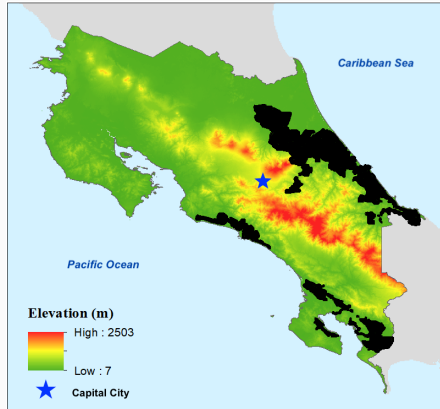 Caribbean Sea
Pacific Ocean
Elevation (m)
High : 2503
Low : 7
Capital City